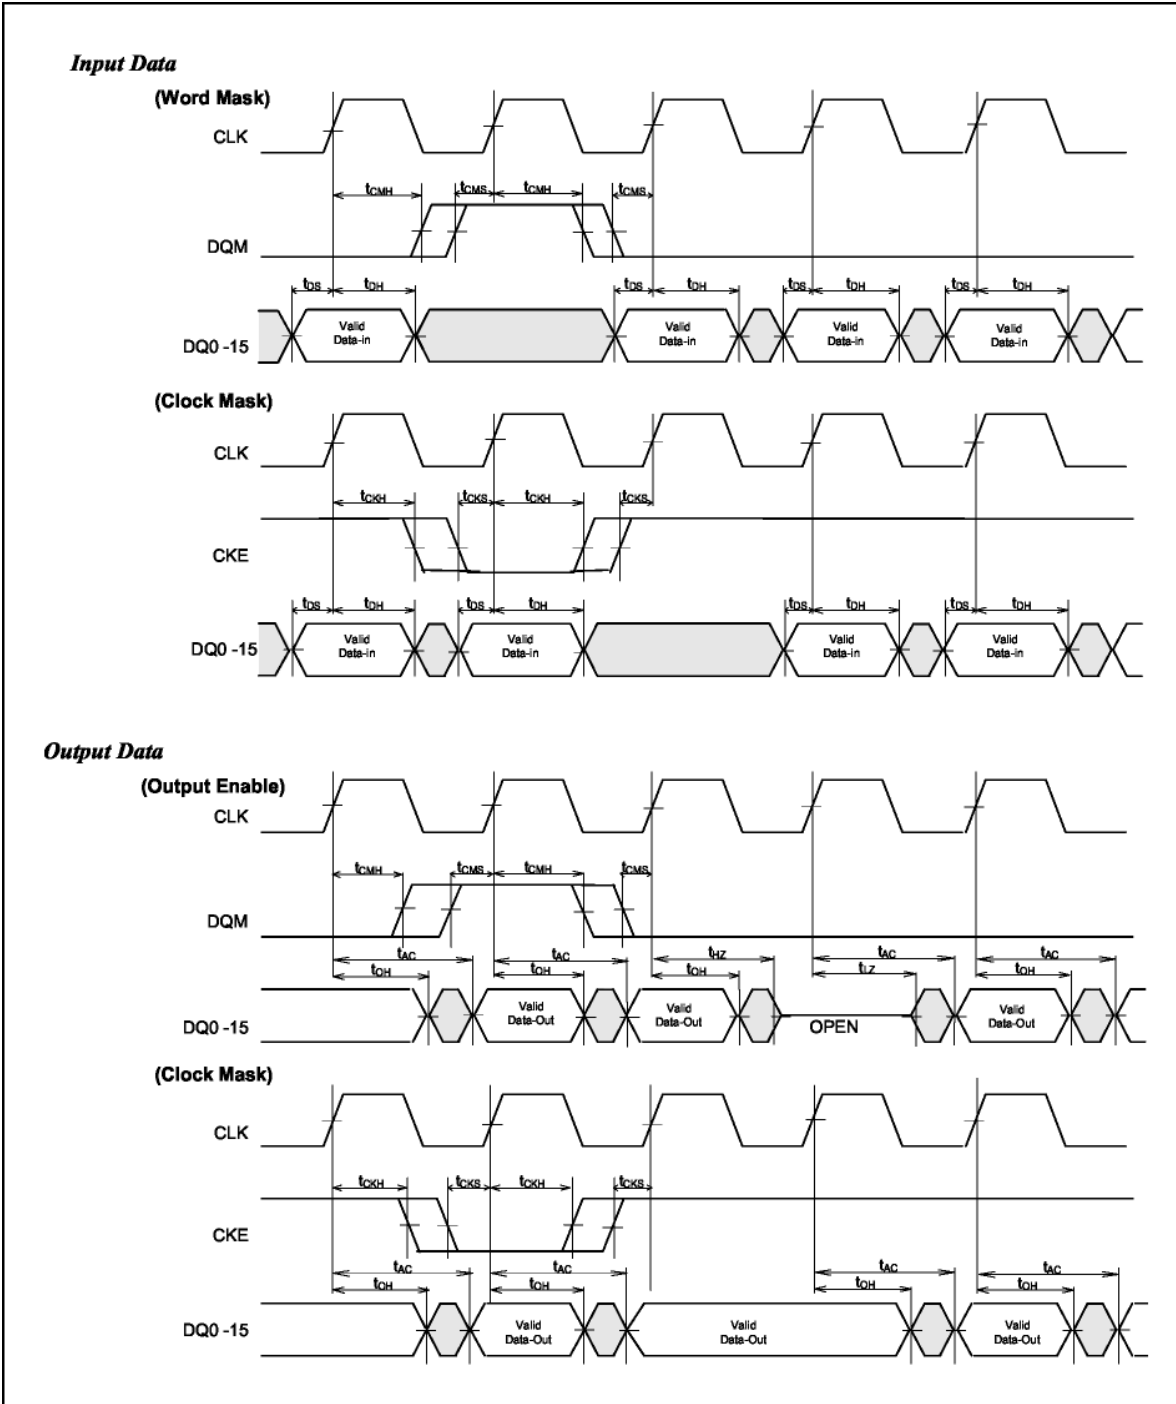 Input Data
(Word Mask)
CLK
tCMH tCMS tCMH tCMS
DQM
tDS tDH tDS tDH tDS tDH tDS tDH
DQ0 -15 Valid Data-in Valid Data-in Valid Data-in Valid Data-in
(Clock Mask)
CLK
tCKH tCKS tCKH tCKS
CKE
tDS tDH tDS tDH tDS tDH tDS tDH
DQ0 -15 Valid Data-in Valid Data-in Valid Data-in Valid Data-in
Output Data
(Output Enable)
CLK
tCMH tCMS tCMH tCMS
DQM
tAC tAC tHZ tAC tAC
tOH tOH tOH tLZ tOH
DQ0 -15 Valid Data-Out Valid Data-Out OPEN Valid Data-Out
(Clock Mask)
CLK
tCKH tCKS tCKH tCKS
CKE
tAC tAC tAC tAC
tOH tOH tOH tOH
DQ0 -15 Valid Data-Out Valid Data-Out Valid Data-Out